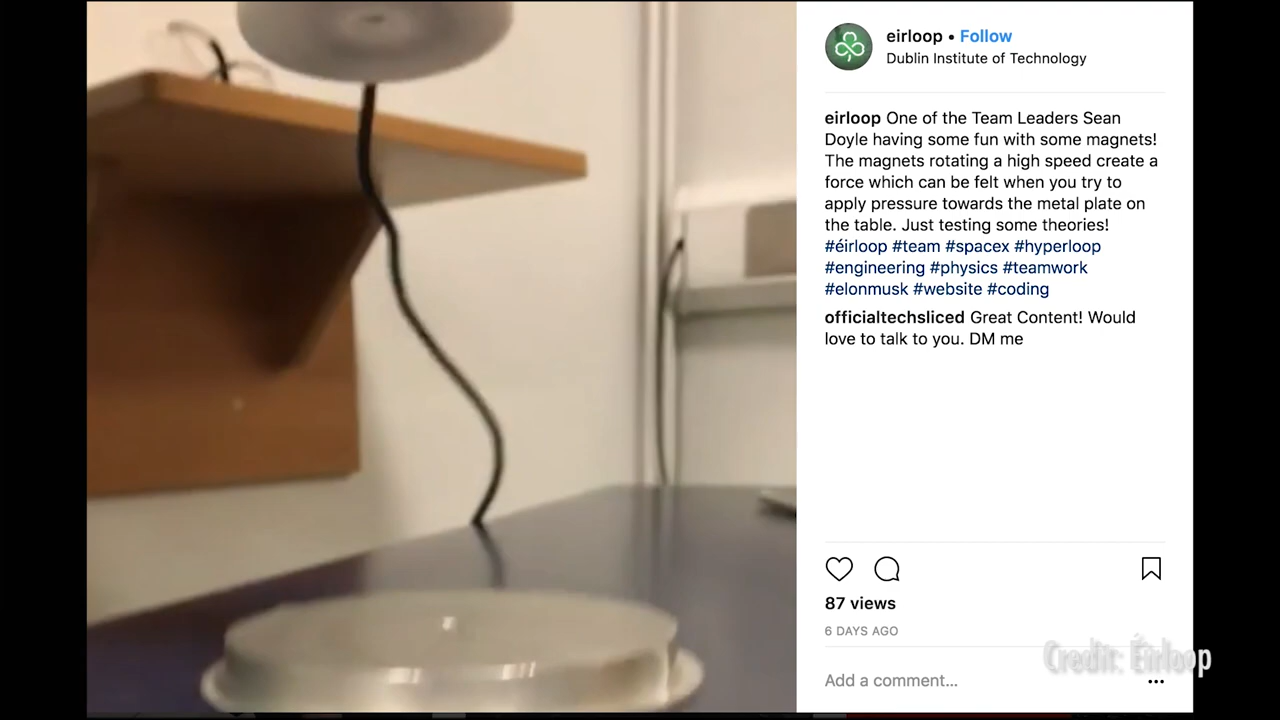 eirloop • Follow
Dublin Institute of Technology
eirloop One of the Team Leaders Sean
Doyle having some fun with some magnets!
The magnets rotating a high speed create a
force which can be felt when you try to
apply pressure towards the metal plate on
the table. Just testing some theories!
#éirloop #team #spacex #hyperloop
#engineering #physics #teamwork
#elonmusk #website #coding
officialtechsliced Great Content! Would
love to talk to you. DM me
87 views
6 DAYS AGO
Credit: Éirloop
Add a comment...